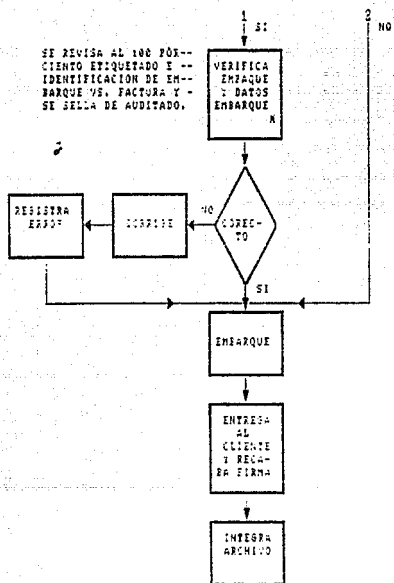 1
2
SI
NO
SE REVISA AL 100 POR-
CIENTO ETIQUETADO E --
IDENTIFICACION DE EM--
BARQUE VS. FACTURA Y -
SE SELLA DE AUDITADO.
VERIFICA
EMPAQUE
Y DATOS
EMBARQUE
NO
CORREC-
TO
CORRIGE
REGISTRA
ERROR
SI
EMBARQUE
ENTREGA
AL
CLIENTE
Y RECA-
BA FIRMA
INTEGRA
ARCHIVO